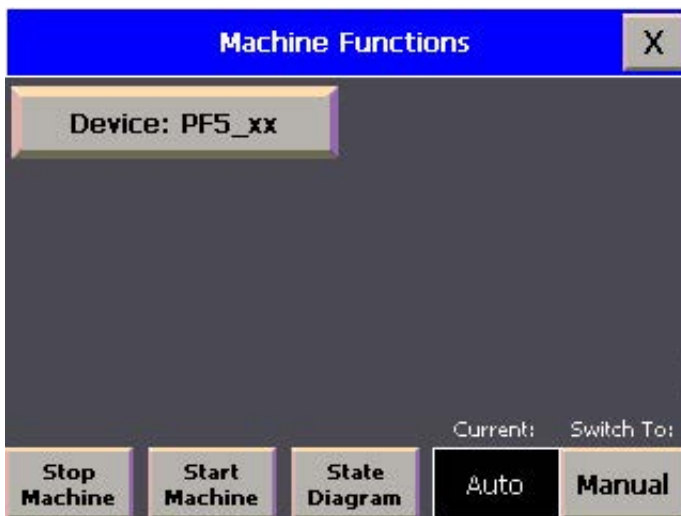 Machine Functions
X
Device: PF5_xx
Current:
Switch To:
Stop
Machine
Start
Machine
State
Diagram
Auto
Manual